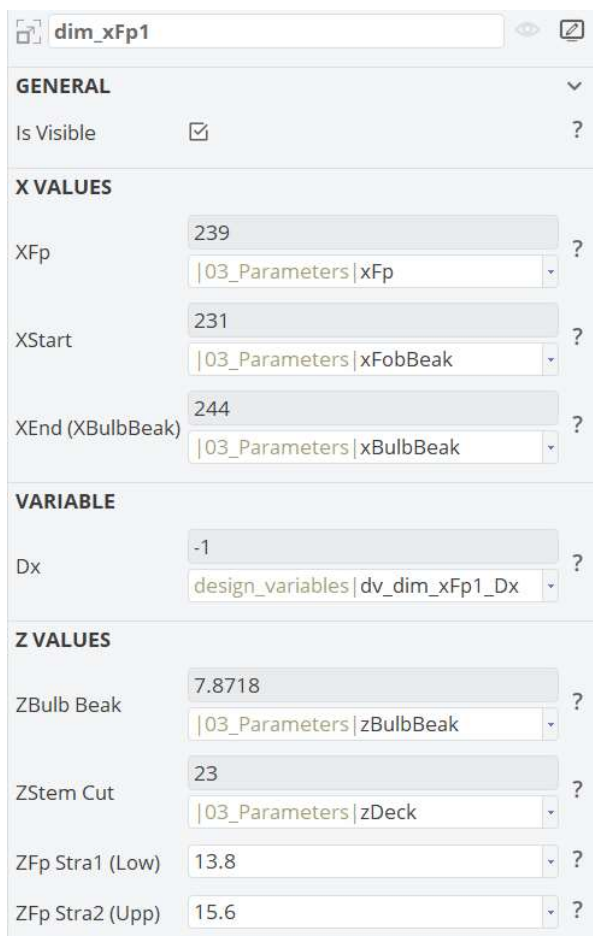 dim_xFp1
GENERAL
Is Visible ?
X VALUES
XFp 239 ?
|03_Parameters|xFp
XStart 231 ?
|03_Parameters|xFobBeak
XEnd (XBulbBeak) 244 ?
|03_Parameters|xBulbBeak
VARIABLE
Dx -1 ?
design_variables|dv_dim_xFp1_Dx
Z VALUES
ZBulb Beak 7.8718 ?
|03_Parameters|zBulbBeak
ZStem Cut 23 ?
|03_Parameters|zDeck
ZFp Stra1 (Low) 13.8 ?
ZFp Stra2 (Upp) 15.6 ?